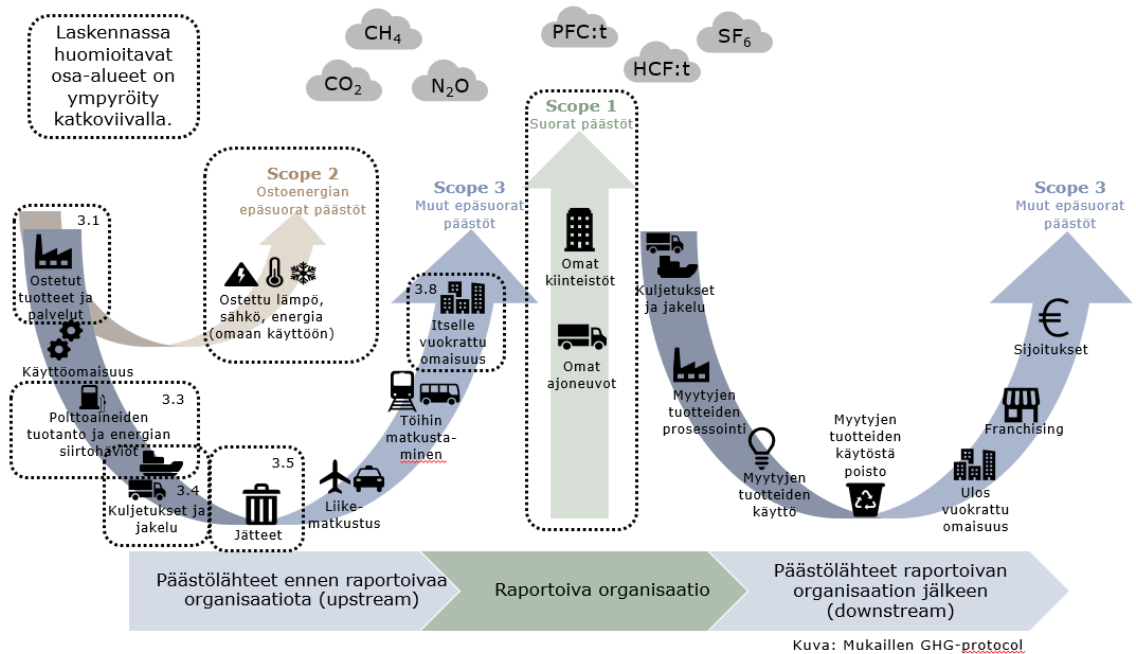 Laskennassa
huomioitavat
osa-alueet on
ympyröity
katkoviivalla.
CH₄
PFC:t
SF₆
CO₂
N₂O
HCF:t
Scope 1
Suorat päästöt
Scope 2
Ostoenergian
epäsuorat päästöt
Scope 3
Muut epäsuorat
päästöt
Scope 3
Muut epäsuorat
päästöt
3.1
Ostetut
tuotteet ja
palvelut
Ostettu lämpö,
sähkö, energia
(omaan käyttöön)
3.8
Itselle
vuokrattu
omaisuus
Omat
kiinteistöt
Omat
ajoneuvot
Kuljetukset
ja jakelu
Sijoitukset
Käyttöomaisuus
3.3
Polttoaineiden
tuotanto ja energian
siirtohäviöt
3.4
Kuljetukset ja
jakelu
3.5
Jätteet
Liike-
matkustus
Töihin
matkusta-
minen
Myytyjen
tuotteiden
prosessointi
Myytyjen
tuotteiden
käyttö
Myytyjen
tuotteiden
käytöstä
poisto
Franchising
Ulos
vuokrattu
omaisuus
Päästölähteet ennen raportoivaa
organisaatiota (upstream)
Raportoiva organisaatio
Päästölähteet raportoivan
organisaation jälkeen
(downstream)
Kuva: Mukaillen GHG-protocol